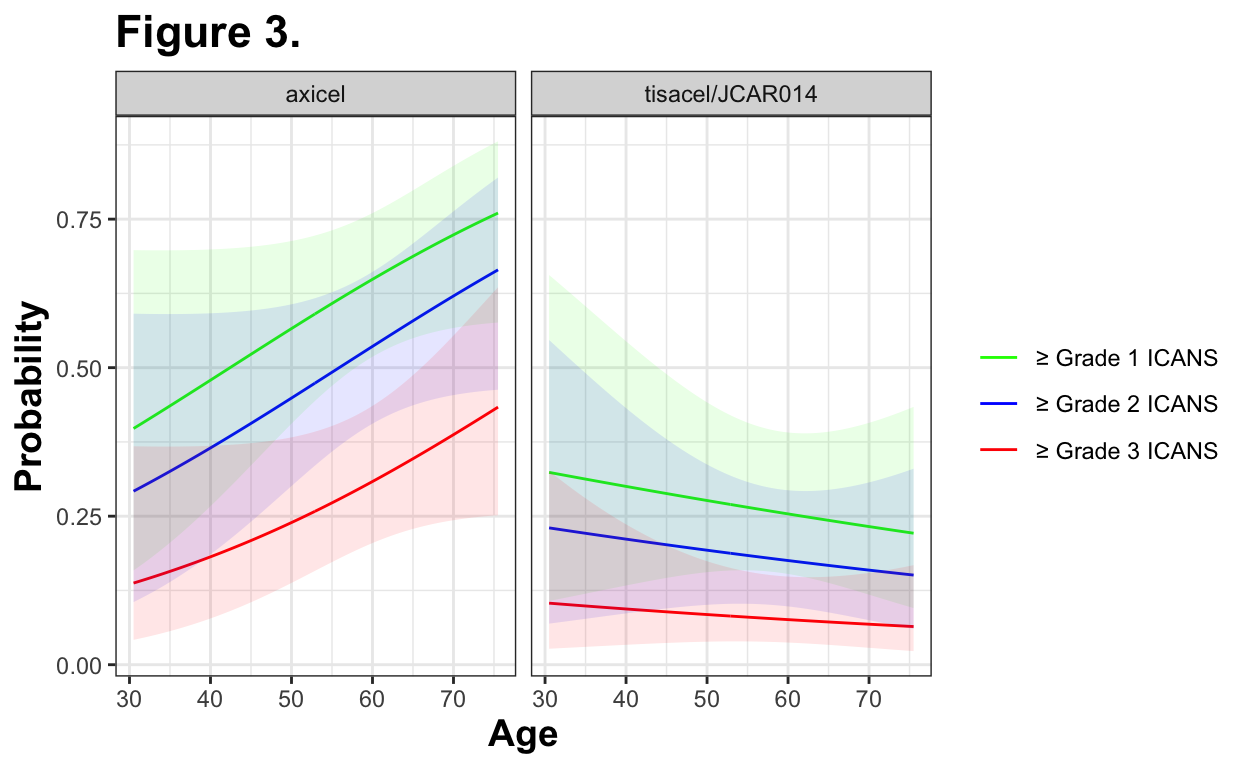 Figure 3.
axicel
tisacel/JCAR014
Probability
0.75
0.50
0.25
0.00
30 40 50 60 70
30 40 50 60 70
Age
≥ Grade 1 ICANS
≥ Grade 2 ICANS
≥ Grade 3 ICANS